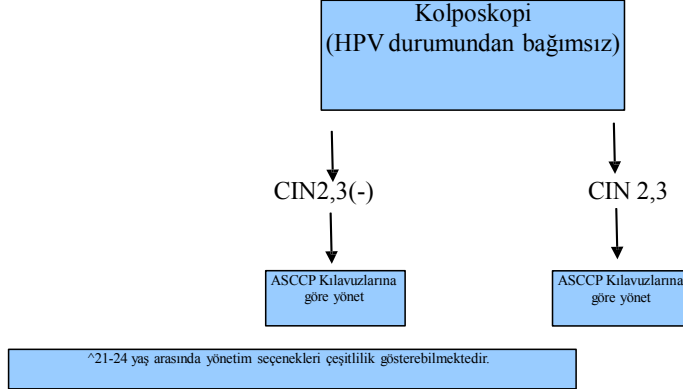 Kolposkopi
(HPV durumundan bağımsız)
CIN2,3(-)
CIN 2,3
ASCCP Kılavuzlarına
göre yönet
ASCCP Kılavuzlarına
göre yönet
^21-24 yaş arasında yönetim seçenekleri çeşitlilik gösterebilmektedir.